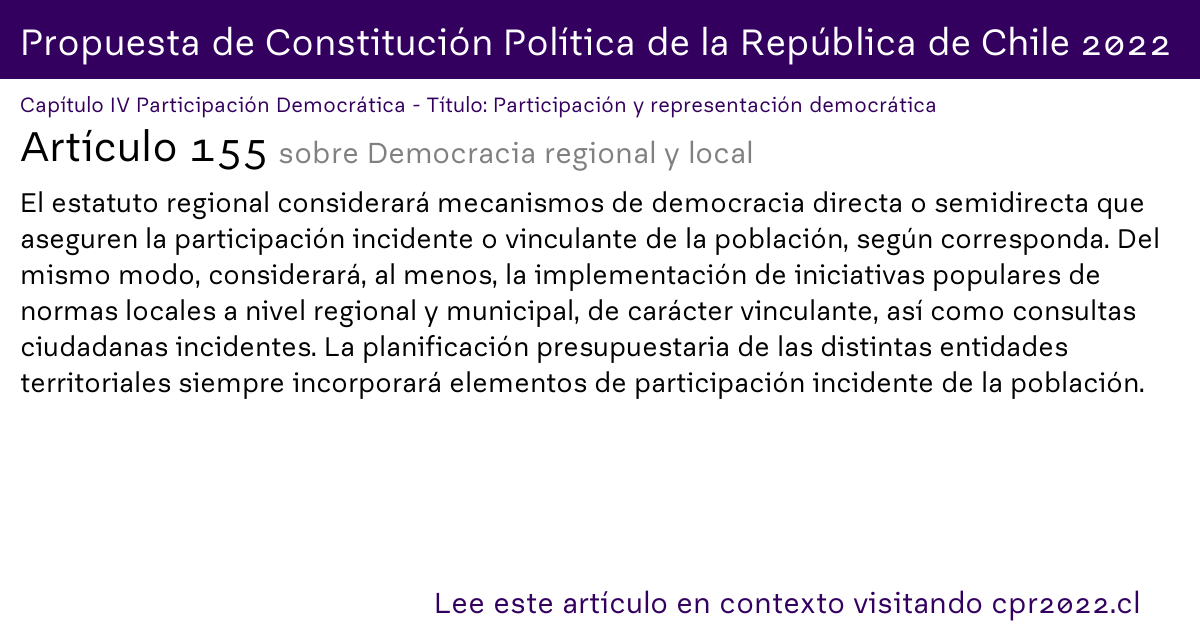 Propuesta de Constitución Política de la República de Chile 2022
Capítulo IV Participación Democrática - Título: Participación y representación democrática
Artículo 155 sobre Democracia regional y local
El estatuto regional considerará mecanismos de democracia directa o semidirecta que
aseguren la participación incidente o vinculante de la población, según corresponda. Del
mismo modo, considerará, al menos, la implementación de iniciativas populares de
normas locales a nivel regional y municipal, de carácter vinculante, así como consultas
ciudadanas incidentes. La planificación presupuestaria de las distintas entidades
territoriales siempre incorporará elementos de participación incidente de la población.
Lee este artículo en contexto visitando cpr2022.cl